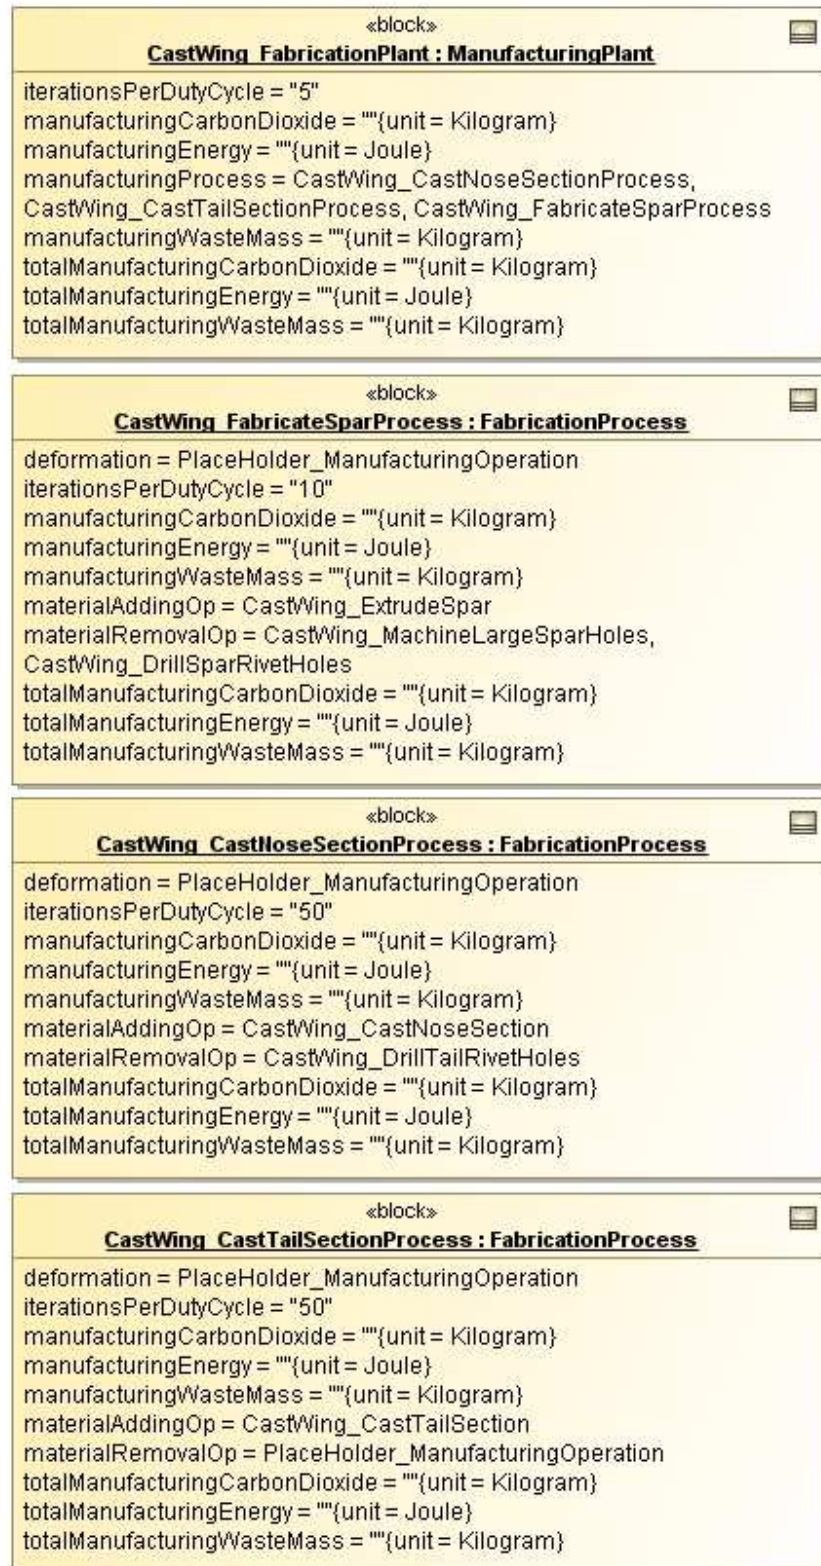 «block»
CastWing_FabricationPlant : ManufacturingPlant
iterationsPerDutyCycle = "5"
manufacturingCarbonDioxide = ""{unit = Kilogram}
manufacturingEnergy = ""{unit = Joule}
manufacturingProcess = CastWing_CastNoseSectionProcess,
CastWing_CastTailSectionProcess, CastWing_FabricateSparProcess
manufacturingWasteMass = ""{unit = Kilogram}
totalManufacturingCarbonDioxide = ""{unit = Kilogram}
totalManufacturingEnergy = ""{unit = Joule}
totalManufacturingWasteMass = ""{unit = Kilogram}
«block»
CastWing_FabricateSparProcess : FabricationProcess
deformation = PlaceHolder_ManufacturingOperation
iterationsPerDutyCycle = "10"
manufacturingCarbonDioxide = ""{unit = Kilogram}
manufacturingEnergy = ""{unit = Joule}
manufacturingWasteMass = ""{unit = Kilogram}
materialAddingOp = CastWing_ExtrudeSpar
materialRemovalOp = CastWing_MachineLargeSparHoles,
CastWing_DrillSparRivetHoles
totalManufacturingCarbonDioxide = ""{unit = Kilogram}
totalManufacturingEnergy = ""{unit = Joule}
totalManufacturingWasteMass = ""{unit = Kilogram}
«block»
CastWing_CastNoseSectionProcess : FabricationProcess
deformation = PlaceHolder_ManufacturingOperation
iterationsPerDutyCycle = "50"
manufacturingCarbonDioxide = ""{unit = Kilogram}
manufacturingEnergy = ""{unit = Joule}
manufacturingWasteMass = ""{unit = Kilogram}
materialAddingOp = CastWing_CastNoseSection
materialRemovalOp = CastWing_DrillTailRivetHoles
totalManufacturingCarbonDioxide = ""{unit = Kilogram}
totalManufacturingEnergy = ""{unit = Joule}
totalManufacturingWasteMass = ""{unit = Kilogram}
«block»
CastWing_CastTailSectionProcess : FabricationProcess
deformation = PlaceHolder_ManufacturingOperation
iterationsPerDutyCycle = "50"
manufacturingCarbonDioxide = ""{unit = Kilogram}
manufacturingEnergy = ""{unit = Joule}
manufacturingWasteMass = ""{unit = Kilogram}
materialAddingOp = CastWing_CastTailSection
materialRemovalOp = PlaceHolder_ManufacturingOperation
totalManufacturingCarbonDioxide = ""{unit = Kilogram}
totalManufacturingEnergy = ""{unit = Joule}
totalManufacturingWasteMass = ""{unit = Kilogram}